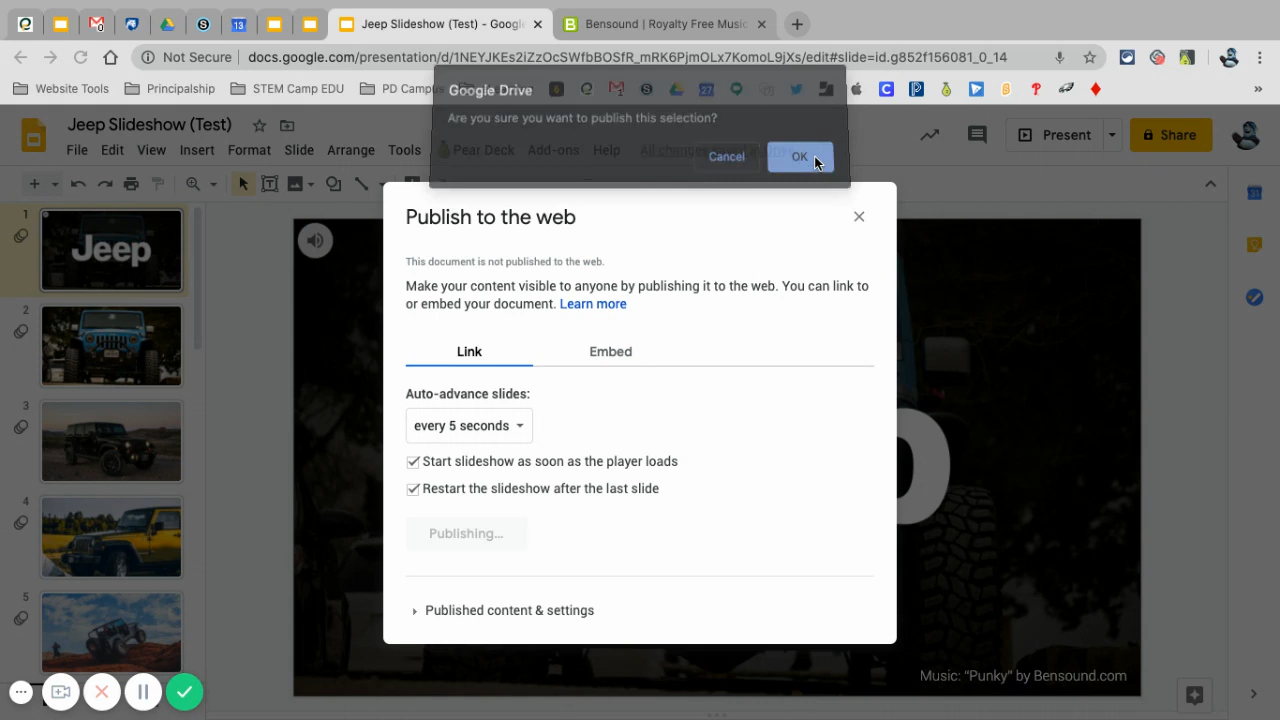 Jeep Slideshow (Test) - Google
Bensound | Royalty Free Music
Not Secure
docs.google.com/presentation/d/1NEYJKEs2iZzOcSWfbBOSfR_mRK6PjmOLx7KomoL9jXs/edit#slide=id.g852f156081_0_14
Website Tools
Principalship
STEM Camp EDU
PD Campus
Google Drive
Are you sure you want to publish this selection?
Cancel
OK
Jeep Slideshow (Test)
File Edit View Insert Format Slide Arrange Tools Pear Deck Add-ons Help
Present
Share
Publish to the web
This document is not published to the web.
Make your content visible to anyone by publishing it to the web. You can link to
or embed your document. Learn more
Link
Embed
Auto-advance slides:
every 5 seconds
Start slideshow as soon as the player loads
Restart the slideshow after the last slide
Publishing...
Published content & settings
1
Jeep
2
3
4
5
Music: "Punky" by Bensound.com